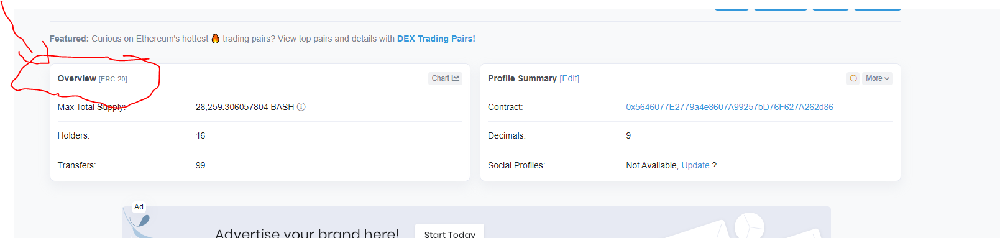 Featured: Curious on Ethereum's hottest 🔥 trading pairs? View top pairs and details with DEX Trading Pairs!
Overview [ERC-20]
Chart
Max Total Supply:
28,259.306057804 BASH
Holders:
16
Transfers:
99
Profile Summary [Edit]
More
Contract:
0x5646077E2779a4e8607A99257bD76F627A262d86
Decimals:
9
Social Profiles:
Not Available, Update ?
Ad
Advertise your brand here!
Start Today